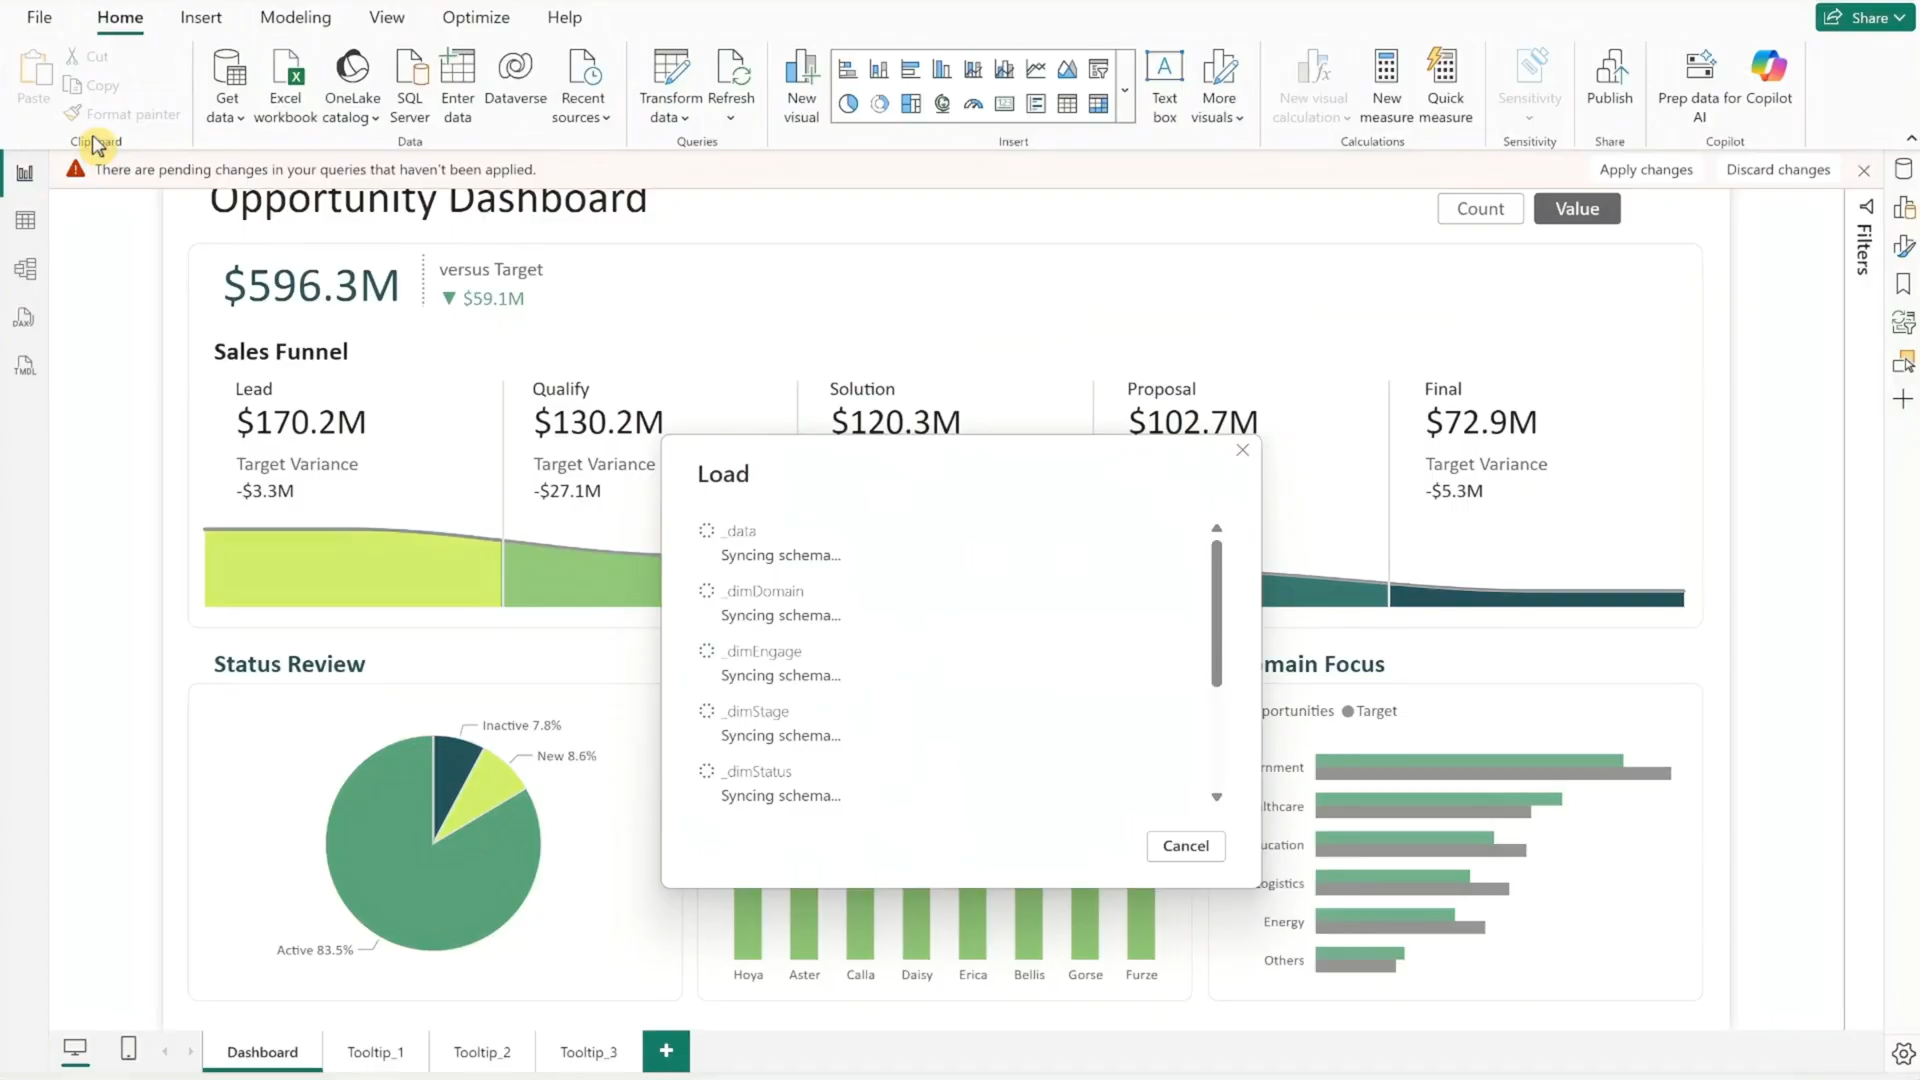 File
Home
Insert
Modeling
View
Optimize
Help
Share
Paste
Cut
Copy
Format painter
Get data
Excel workbook
OneLake catalog
SQL Server
Enter data
Dataverse
Recent sources
Transform data
Refresh
New visual
A
Text box
More visuals
New visual calculation
New measure
Quick measure
Sensitivity
Publish
Prep data for AI
Copilot
Data
Queries
Insert
Calculations
Sensitivity
Share
Copilot
There are pending changes in your queries that haven't been applied.
Apply changes
Discard changes
DAX
TMDL
Filters
Opportunity Dashboard
Count
Value
$596.3M
versus Target
▼ $59.1M
Sales Funnel
Lead
$170.2M
Target Variance
-$3.3M
Qualify
$130.2M
Target Variance
-$27.1M
Solution
$120.3M
Proposal
$102.7M
Final
$72.9M
Target Variance
-$5.3M
Load
_data
Syncing schema...
_dimDomain
Syncing schema...
_dimEngage
Syncing schema...
_dimStage
Syncing schema...
_dimStatus
Syncing schema...
Cancel
Status Review
Inactive 7.8%
New 8.6%
Active 83.5%
Hoya
Aster
Calla
Daisy
Erica
Bellis
Gorse
Furze
main Focus
portunities
Target
rnment
lthcare
ucation
ogistics
Energy
Others
Dashboard
Tooltip_1
Tooltip_2
Tooltip_3